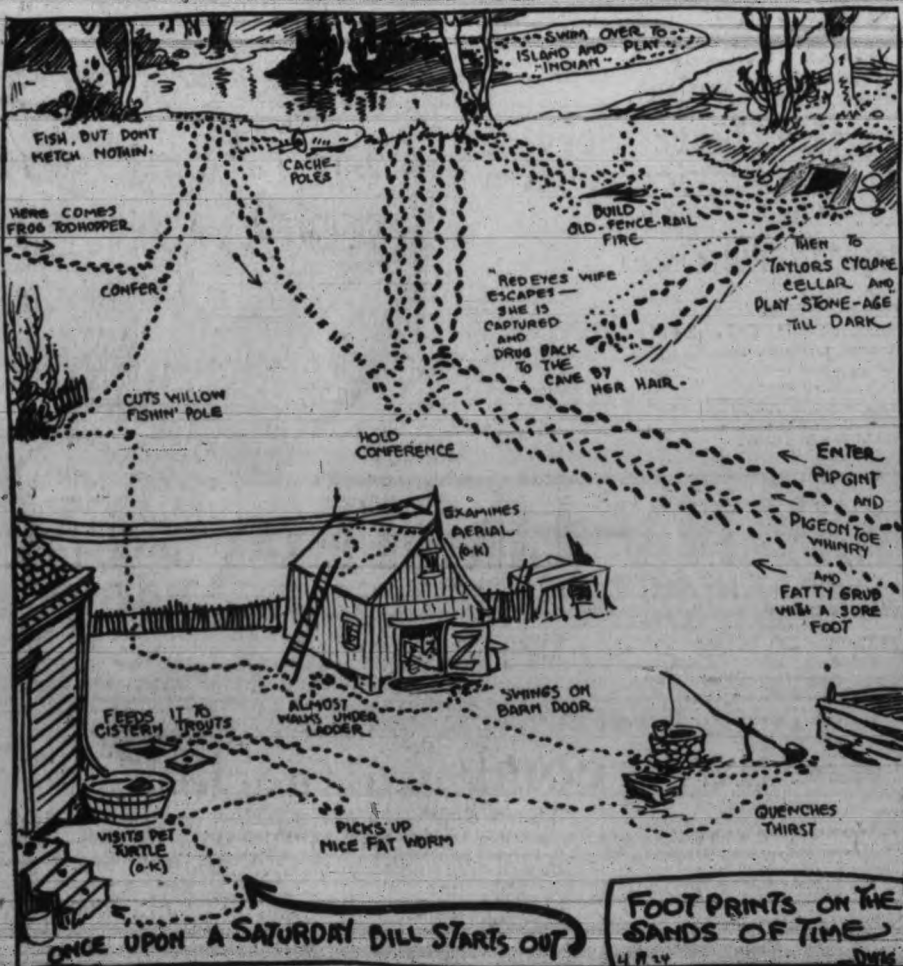 SWIM OVER TO
ISLAND AND PLAY
"INDIAN"
FISH, BUT DONT
KETCH NOTHIN.
CACHE
POLES
HERE COMES
FROG TODHOPPER
CONFER
BUILD
OLD-FENCE-RAIL
FIRE
THEN TO
TAYLORS CYCLONE
CELLAR AND
PLAY STONE-AGE
TILL DARK
"RED EYES" WIFE
ESCAPES—
SHE IS
CAPTURED
AND
DRUG BACK
TO THE
CAVE BY
HER HAIR.
CUTS WILLOW
FISHIN' POLE
HOLD
CONFERENCE
ENTER
PIPGINT
AND
PIGEON TOE
WHINRY
AND
FATTY GRUB
WITH A SORE
FOOT
EXAMINES
AERIAL
(O-K)
ALMOST
WALKS UNDER
LADDER
SWINGS ON
BARN DOOR
FEEDS IT TO
CISTERN TROUTS
VISITS PET
TURTLE
(O-K)
PICKS UP
NICE FAT WORM
QUENCHES
THIRST
ONCE UPON A SATURDAY BILL STARTS OUT
FOOT PRINTS ON THE
SANDS OF TIME
DWIG